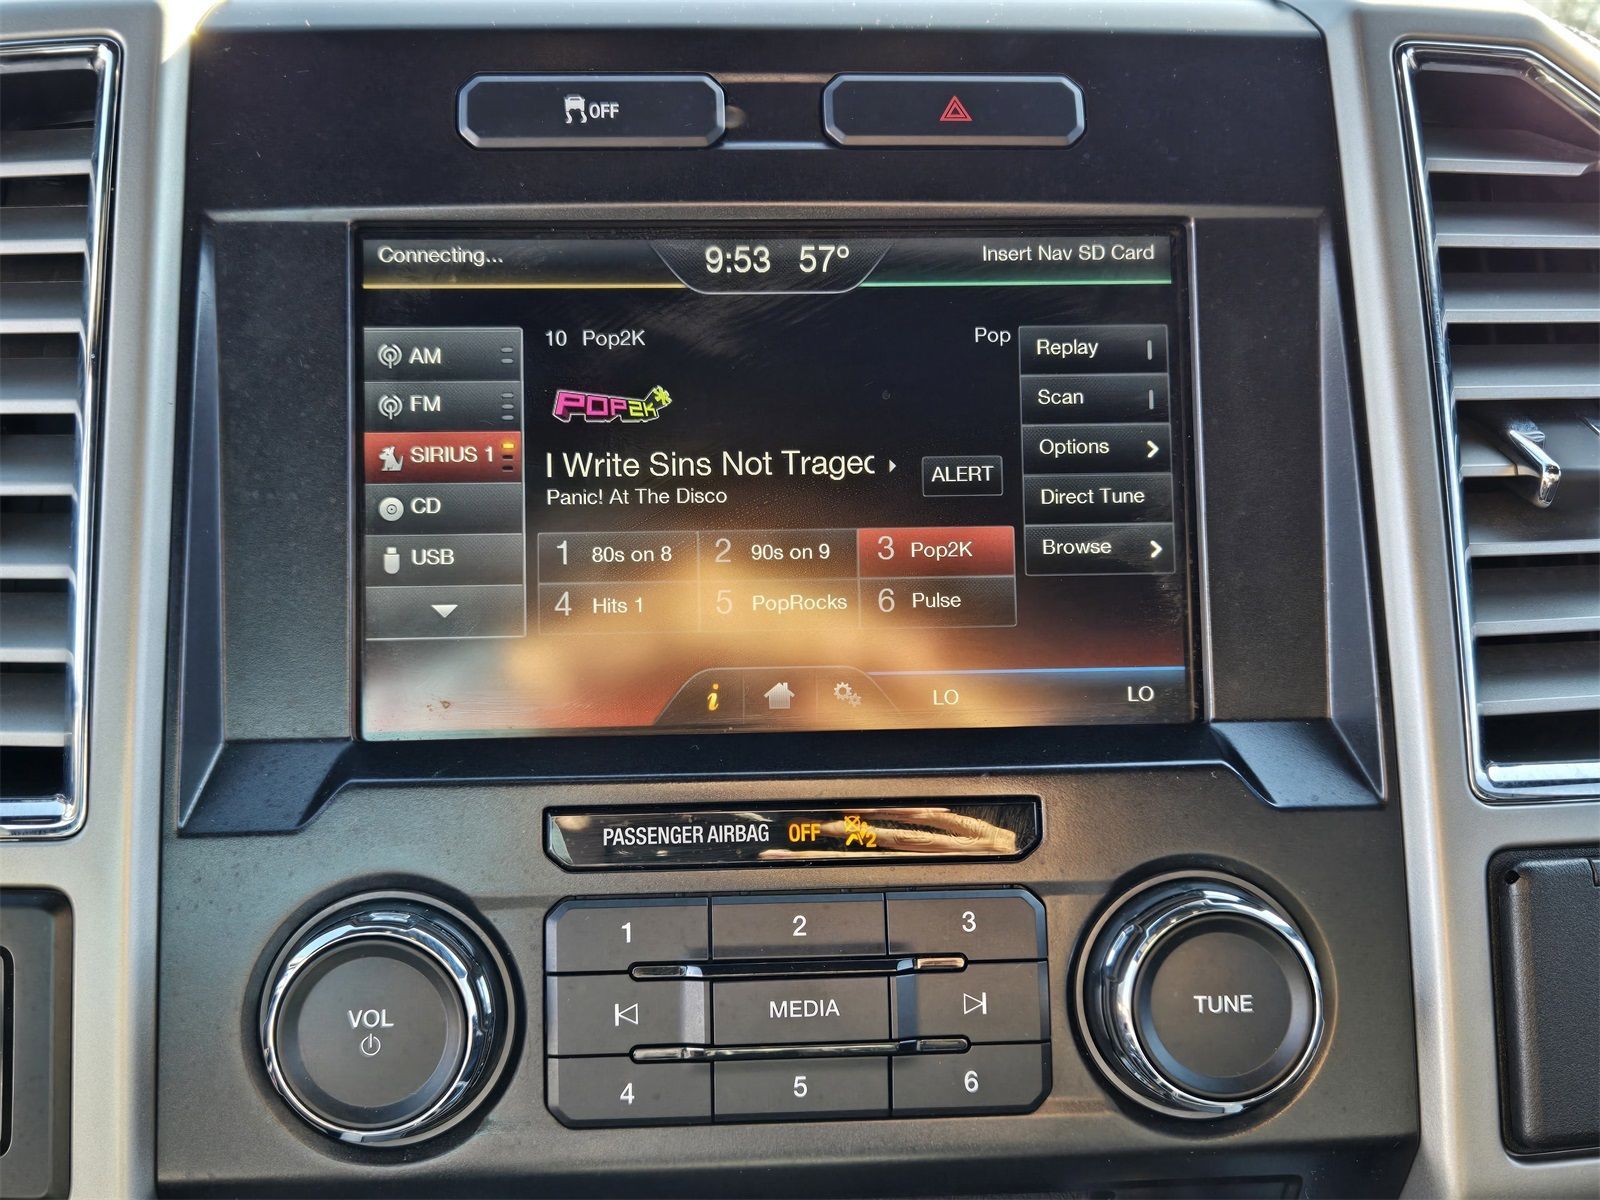 OFF
Connecting...
9:53 57°
Insert Nav SD Card
AM
FM
SIRIUS 1
CD
USB
10 Pop2K
Pop
POP2K
I Write Sins Not Traged
Panic! At The Disco
ALERT
1 80s on 8
2 90s on 9
3 Pop2K
4 Hits 1
5 PopRocks
6 Pulse
Replay
Scan
Options
Direct Tune
Browse
i
LO
LO
PASSENGER AIRBAG OFF 2
VOL
1
2
3
MEDIA
4
5
6
TUNE